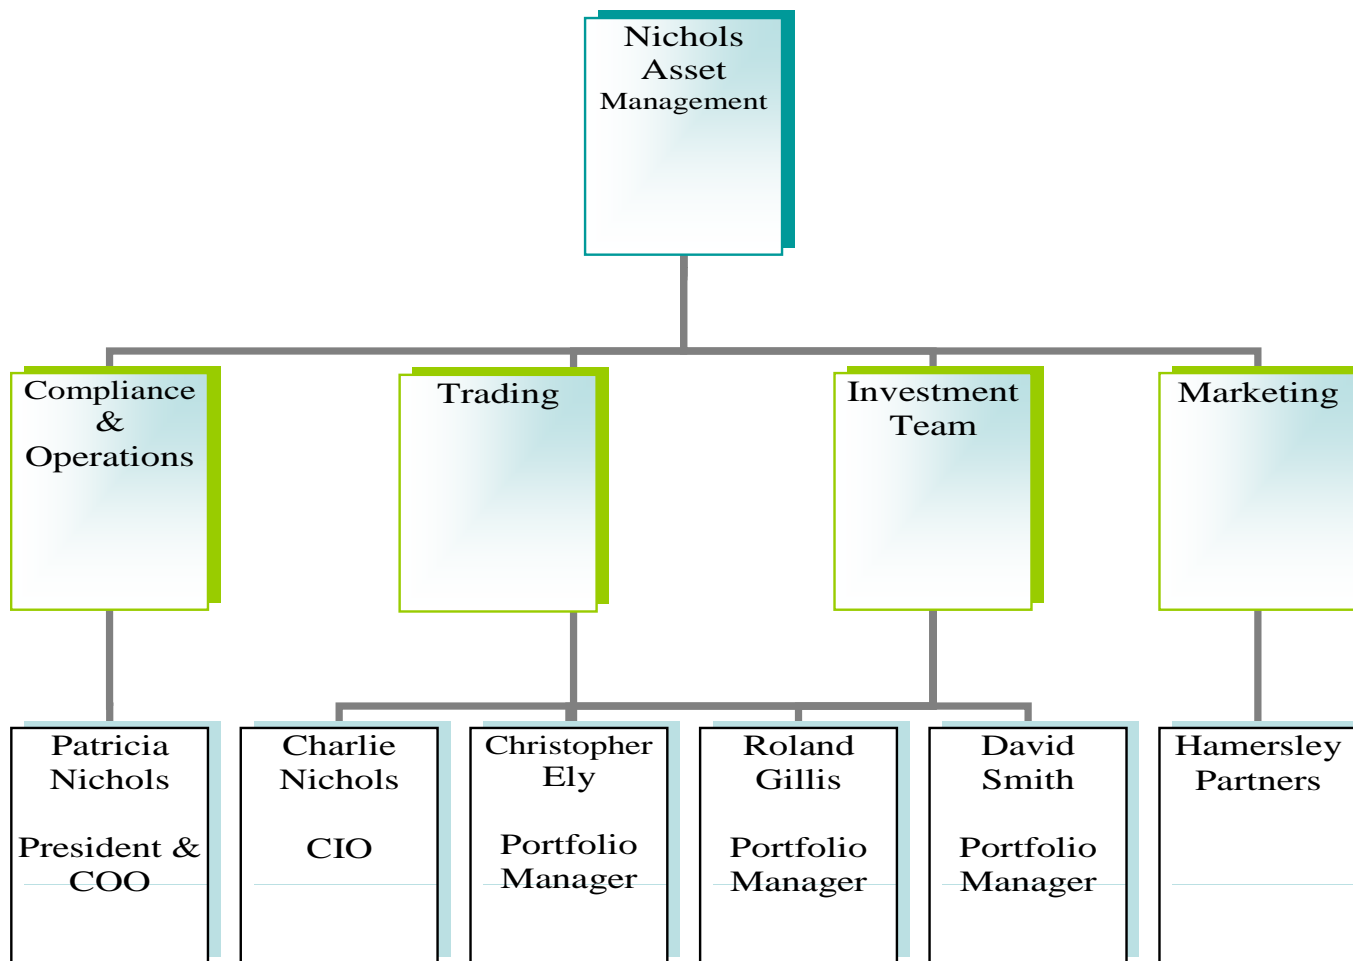 Nichols
Asset
Management
Compliance
&
Operations
Trading
Investment
Team
Marketing
Patricia
Nichols
President &
COO
Charlie
Nichols
CIO
Christopher
Ely
Portfolio
Manager
Roland
Gillis
Portfolio
Manager
David
Smith
Portfolio
Manager
Hamersley
Partners